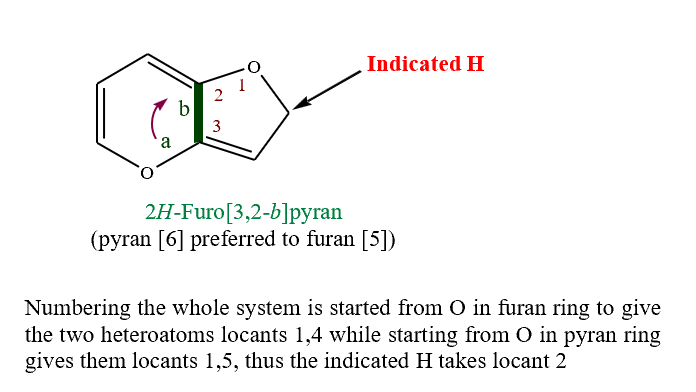 O
Indicated H
1
2
b
3
a
O
2H-Furo[3,2-b]pyran
(pyran [6] preferred to furan [5])
Numbering the whole system is started from O in furan ring to give
the two heteroatoms locants 1,4 while starting from O in pyran ring
gives them locants 1,5, thus the indicated H takes locant 2